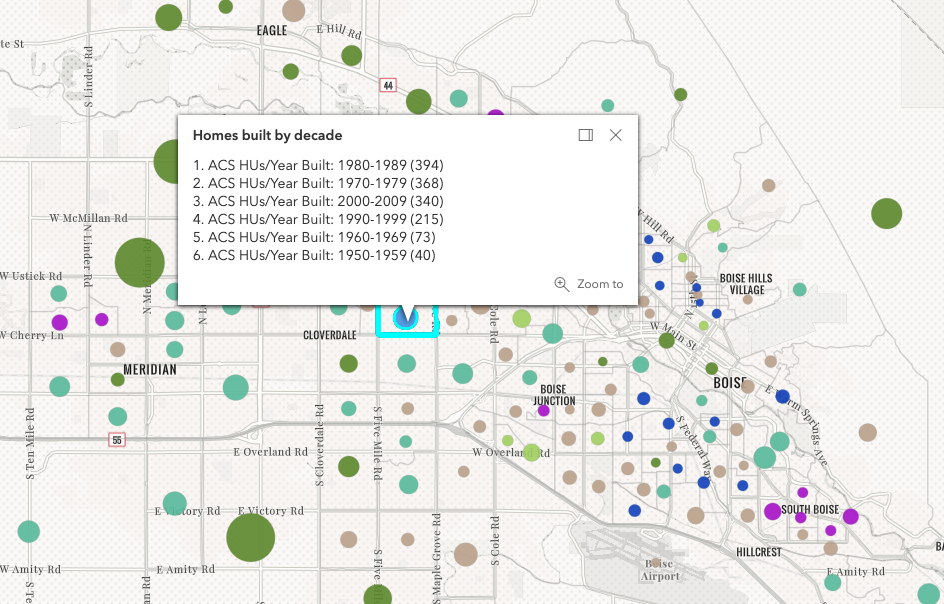 EAGLE
E Hill Rd
te St
S Linder Rd
44
Homes built by decade
1. ACS HUs/Year Built: 1980-1989 (394)
2. ACS HUs/Year Built: 1970-1979 (368)
3. ACS HUs/Year Built: 2000-2009 (340)
4. ACS HUs/Year Built: 1990-1999 (215)
5. ACS HUs/Year Built: 1960-1969 (73)
6. ACS HUs/Year Built: 1950-1959 (40)
Zoom to
W McMillan Rd
N Linder Rd
N Meridian Rd
Hill Rd
W Ustick Rd
BOISE HILLS
VILLAGE
W Cherry Ln
CLOVERDALE
Cole Rd
W Main St
MERIDIAN
BOISE
JUNCTION
BOISE
E Warm Springs Ave
S Ten Mile Rd
S Cloverdale Rd
S Five Mile Rd
S Federal Way
55
E Overland Rd
W Overland Rd
E Victory Rd
E Victory Rd
SOUTH BOISE
S Maple Grove Rd
S Cole Rd
HILLCREST
W Amity Rd
E Amity Rd
S Five
Boise
Airport
E Amity Rd